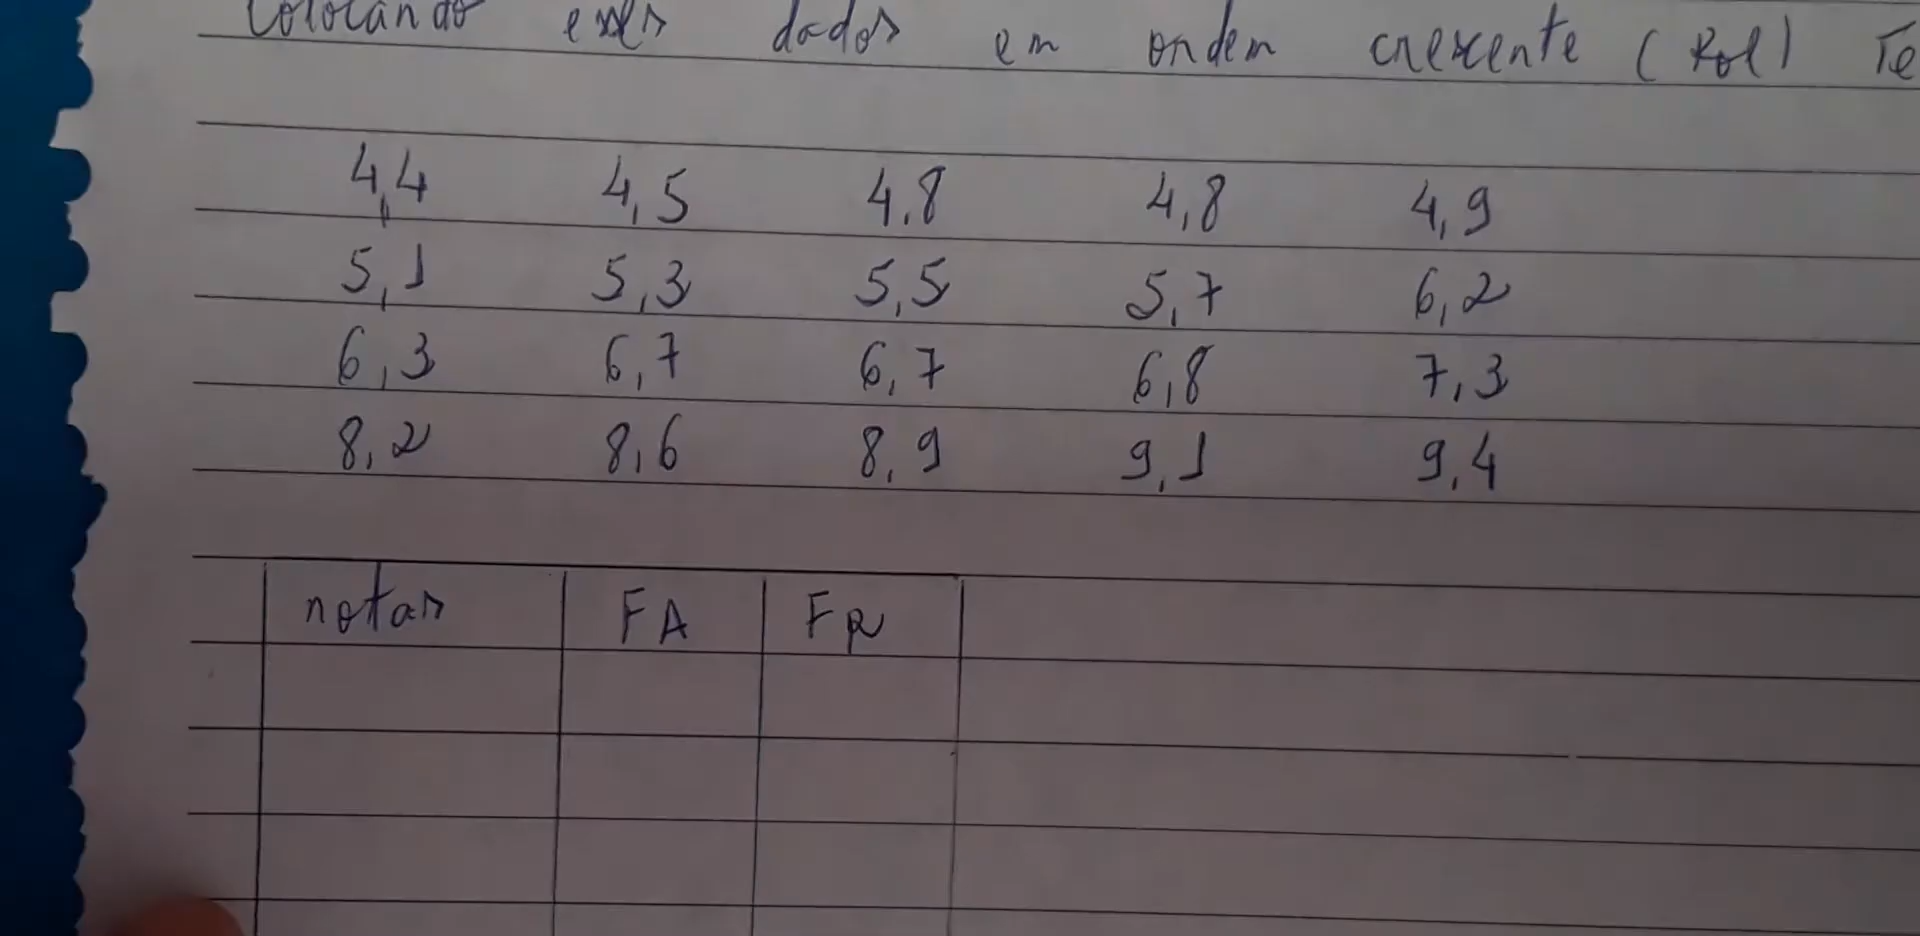 Colocando esses dados em ordem crescente (Rol) Te
4,4 4,5 4,8 4,8 4,9
5,1 5,3 5,5 5,7 6,2
6,3 6,7 6,7 6,8 7,3
8,2 8,6 8,9 9,1 9,4
notas FA FR